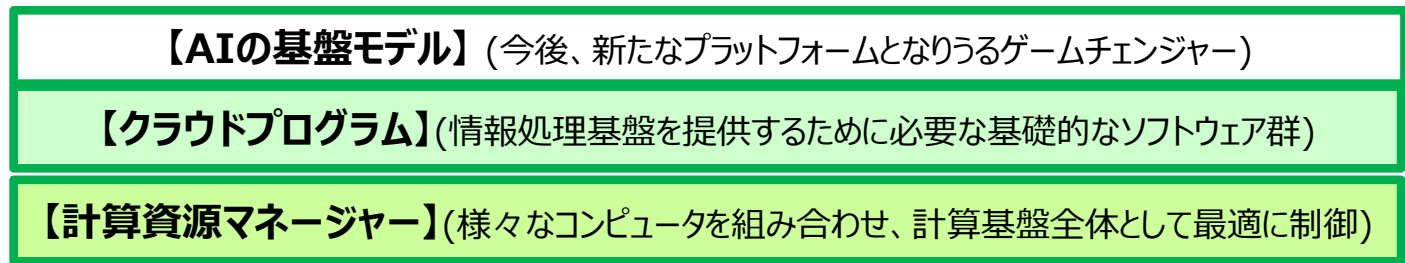 【AIの基盤モデル】 (今後、新たなプラットフォームとなりうるゲームチェンジャー)
【クラウドプログラム】(情報処理基盤を提供するために必要な基礎的なソフトウェア群)
【計算資源マネージャー】(様々なコンピュータを組み合わせ、計算基盤全体として最適に制御)